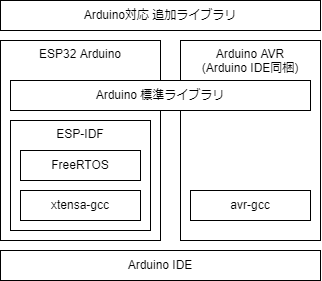 Arduino対応 追加ライブラリ
ESP32 Arduino
Arduino AVR
(Arduino IDE同梱)
Arduino 標準ライブラリ
ESP-IDF
FreeRTOS
xtensa-gcc
avr-gcc
Arduino IDE